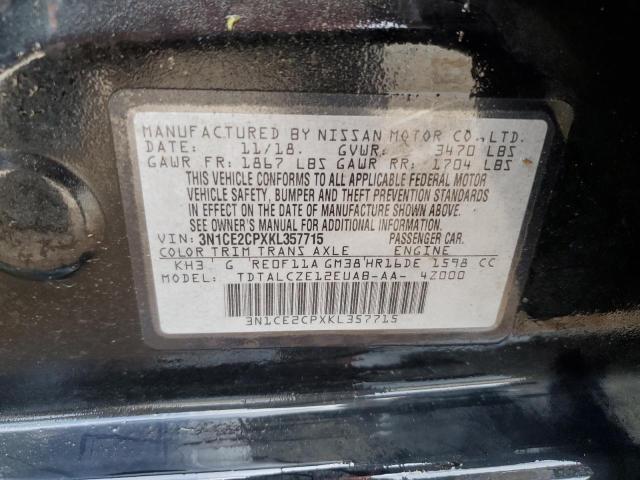 MANUFACTURED BY NISSAN MOTOR CO., LTD.
DATE: 11/18. GVWR: 3470 LBS
GAWR FR: 1867 LBS GAWR RR: 1704 LBS
THIS VEHICLE CONFORMS TO ALL APPLICABLE FEDERAL MOTOR
VEHICLE SAFETY, BUMPER AND THEFT PREVENTION STANDARDS
IN EFFECT ON THE DATE OF MANUFACTURE SHOWN ABOVE.
SEE OWNER'S MANUAL FOR ADDITIONAL INFORMATION.
VIN: 3N1CE2CPXKL357715 PASSENGER CAR.
COLOR TRIM TRANS AXLE ENGINE
KH3 G RE0F11A GM38 HR16DE 1598 CC
MODEL: TDTALCZE12EUAB-AA- 4Z000
3N1CE2CPXKL357715